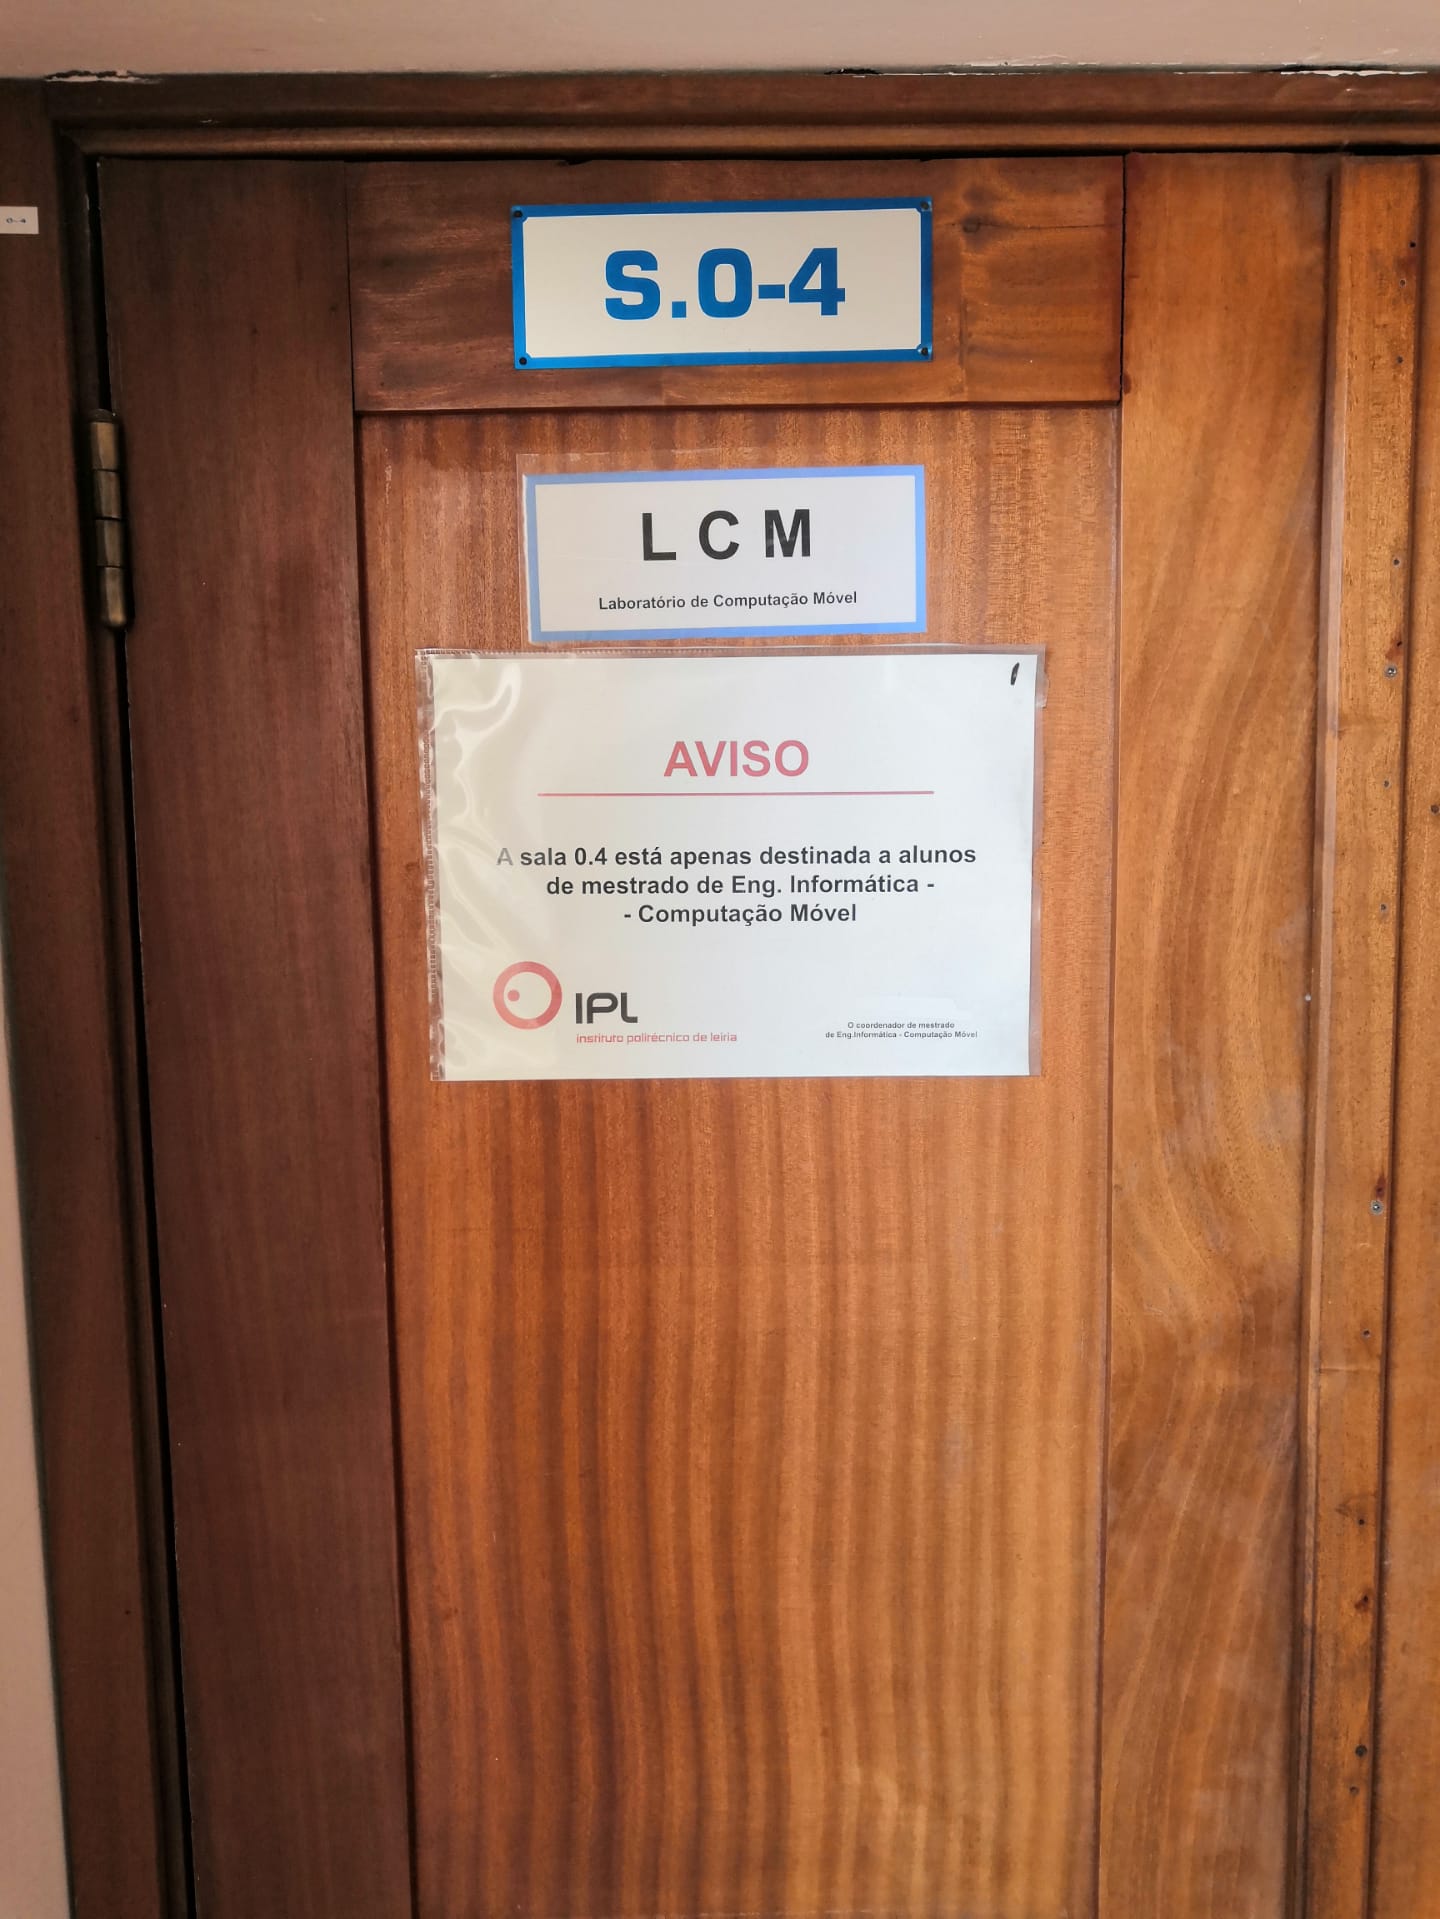 S.0-4
L C M
Laboratório de Computação Móvel
AVISO
A sala 0.4 está apenas destinada a alunos
de mestrado de Eng. Informática -
- Computação Móvel
IPL
instituto politécnico de leiria
O coordenador de mestrado
de Eng.Informática - Computação Móvel